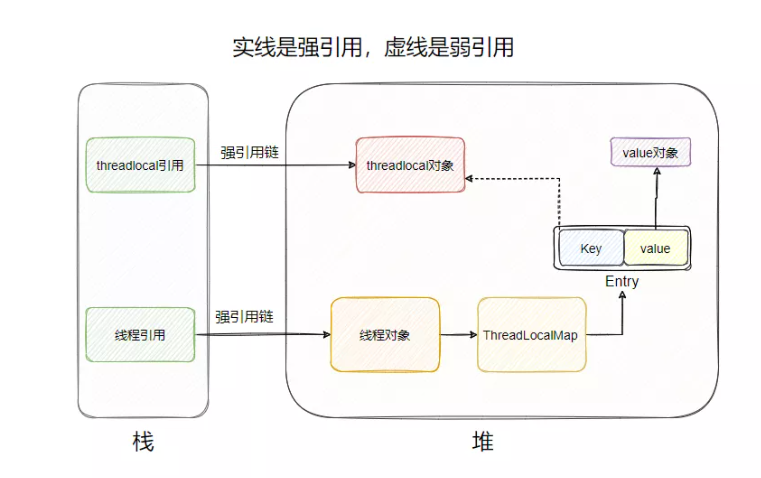 实线是强引用，虚线是弱引用
threadlocal引用
强引用链
threadlocal对象
value对象
Key
value
Entry
线程引用
强引用链
线程对象
ThreadLocalMap
栈
堆